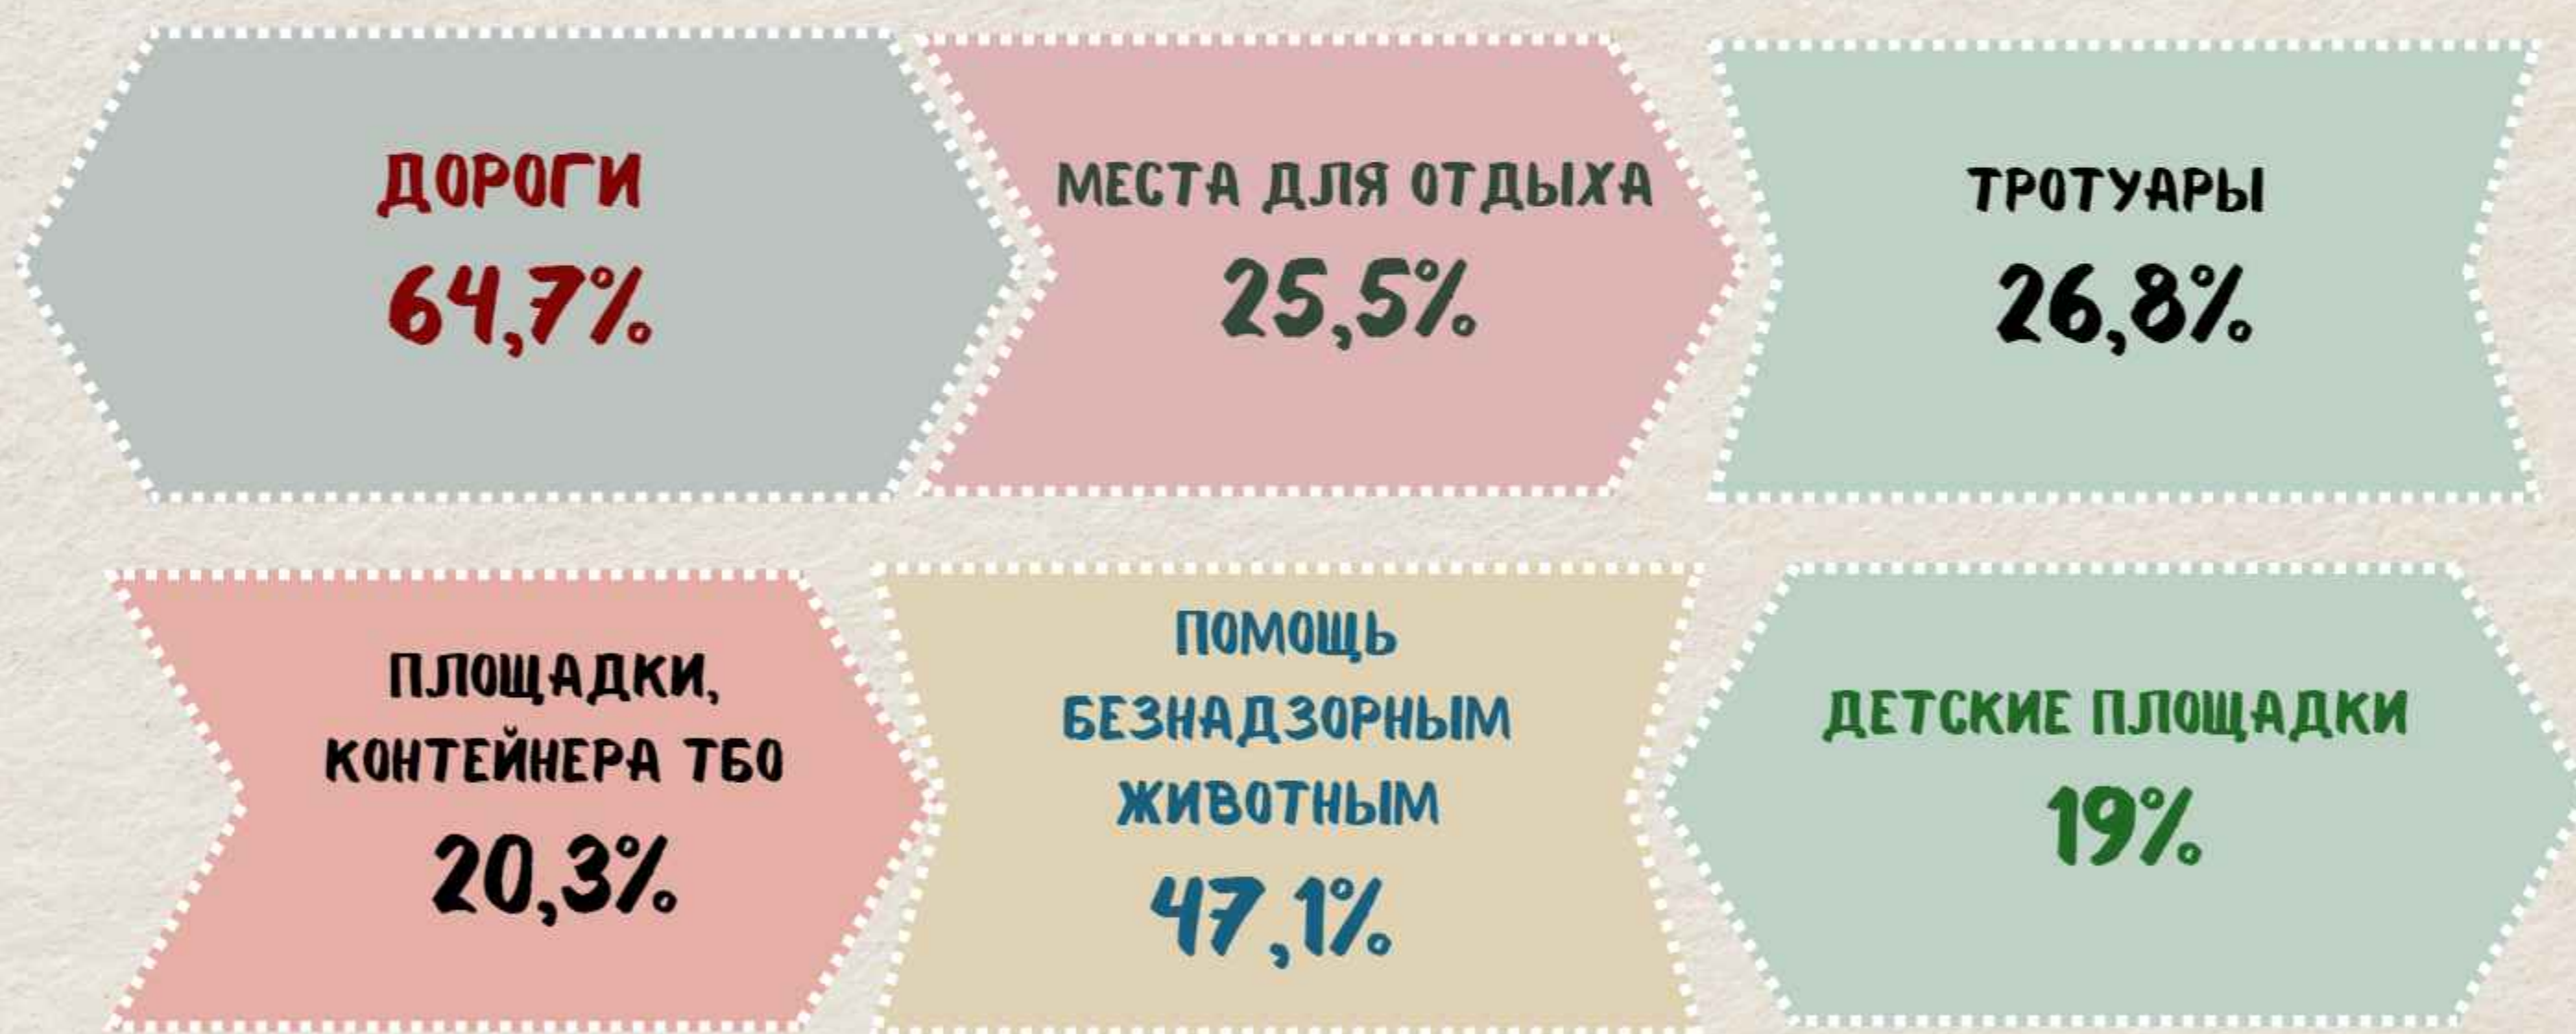 ДОРОГИ
64,7%
МЕСТА ДЛЯ ОТДЫХА
25,5%
ТРОТУАРЫ
26,8%
ПЛОЩАДКИ,
КОНТЕЙНЕРА ТБО
20,3%
ПОМОЩЬ
БЕЗНАДЗОРНЫМ
ЖИВОТНЫМ
47,1%
ДЕТСКИЕ ПЛОЩАДКИ
19%